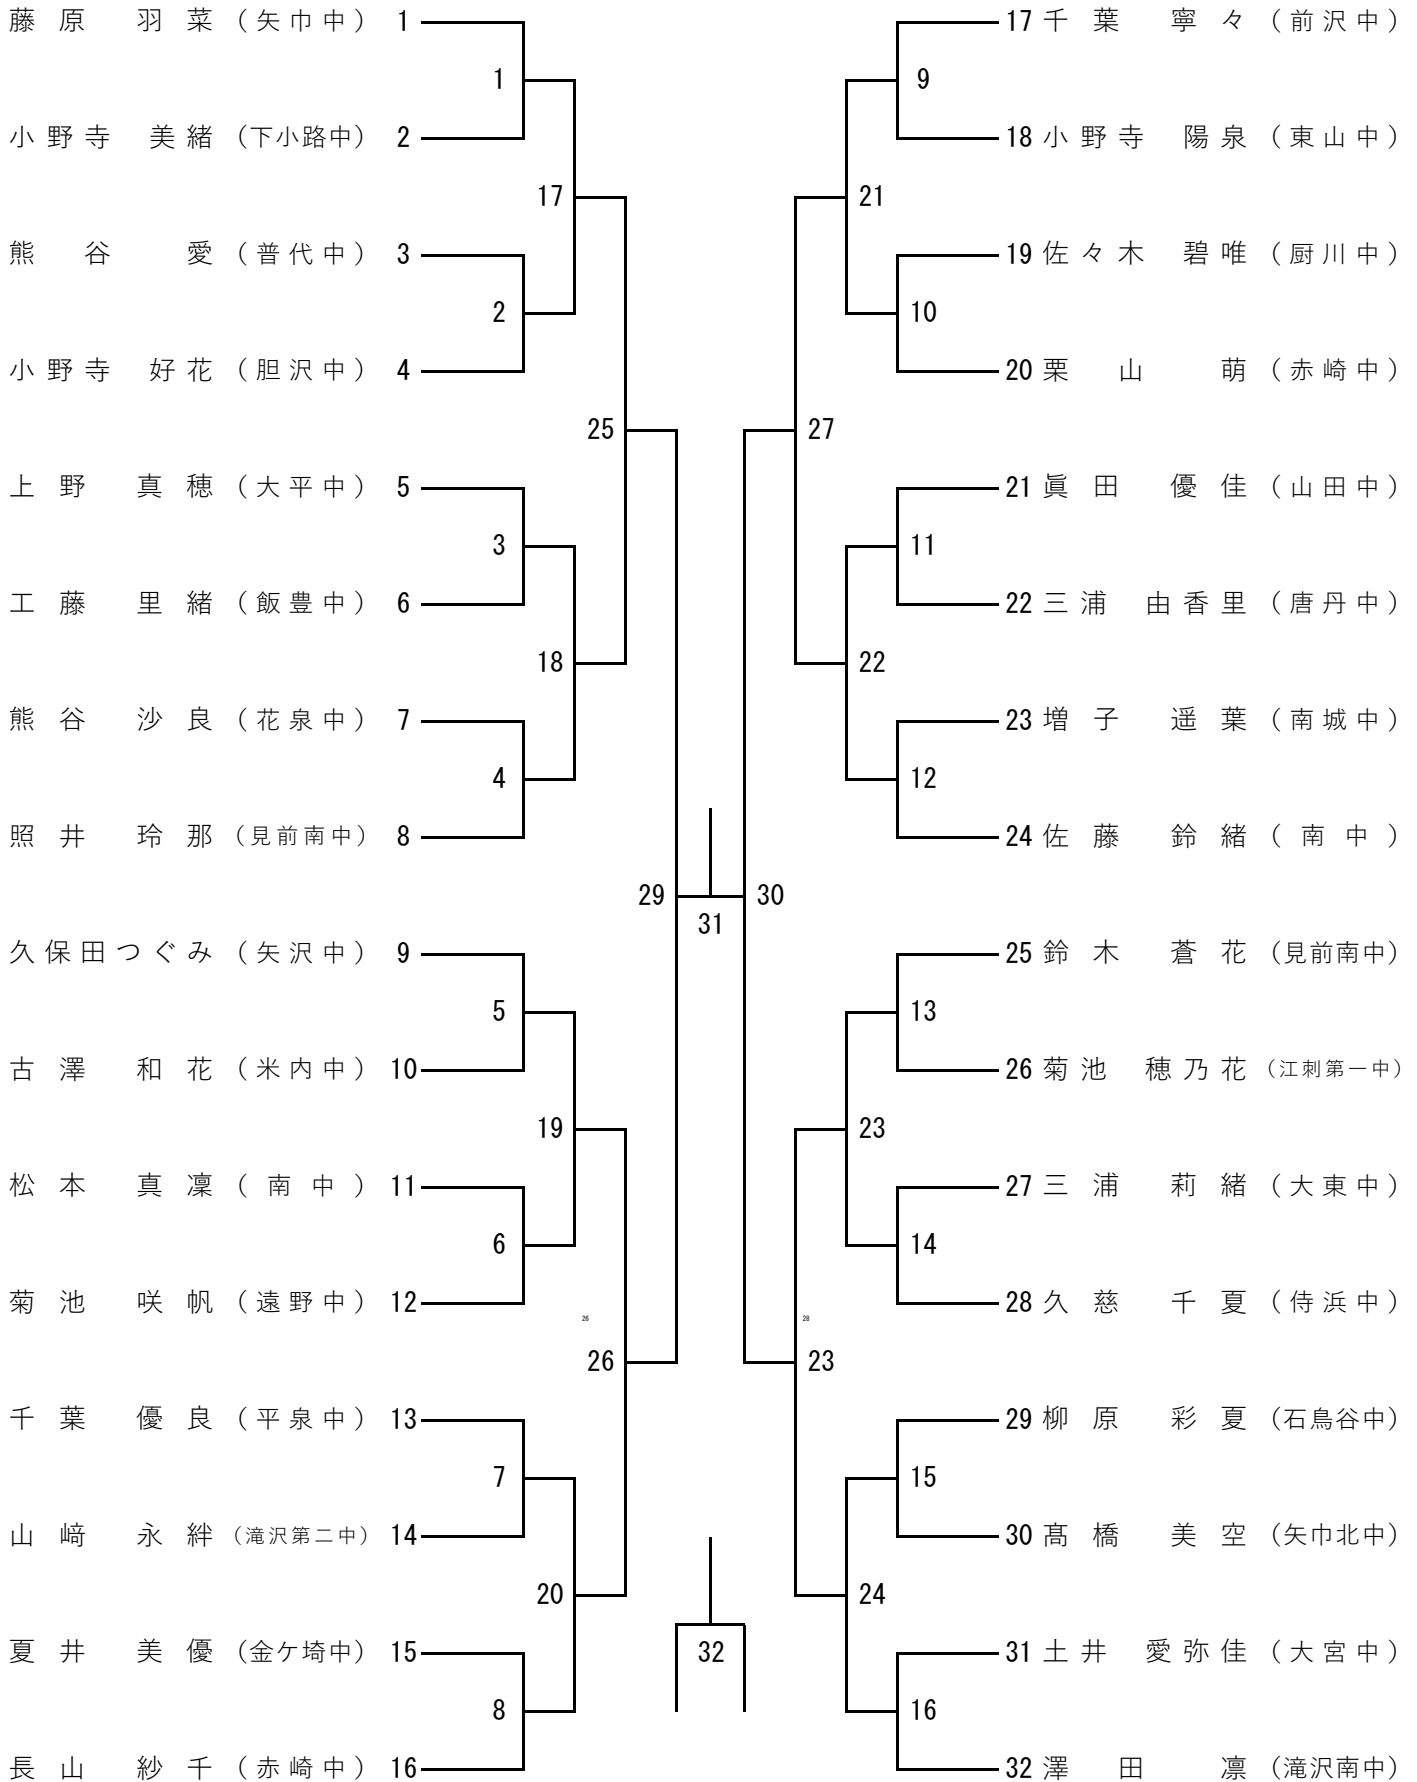 藤原 羽菜 (矢巾中) 1
1
小野寺 美緒 (下小路中) 2
17
熊谷 愛 (普代中) 3
2
小野寺 好花 (胆沢中) 4
25
上野 真穂 (大平中) 5
3
工藤 里緒 (飯豊中) 6
18
熊谷 沙良 (花泉中) 7
4
照井 玲那 (見前南中) 8
29
久保田つぐみ (矢沢中) 9
5
古澤 和花 (米内中) 10
19
松本 真凜 (南中) 11
6
菊池 咲帆 (遠野中) 12
26
26
千葉 優良 (平泉中) 13
7
山﨑 永絆 (滝沢第二中) 14
20
夏井 美優 (金ケ埼中) 15
8
長山 紗千 (赤崎中) 16
31
32
17 千葉 寧々 (前沢中)
9
18 小野寺 陽泉 (東山中)
21
19 佐々木 碧唯 (厨川中)
10
20 栗山 萌 (赤崎中)
27
21 眞田 優佳 (山田中)
11
22 三浦 由香里 (唐丹中)
22
23 増子 遥葉 (南城中)
12
24 佐藤 鈴緒 (南中)
30
25 鈴木 蒼花 (見前南中)
13
26 菊池 穂乃花 (江刺第一中)
23
27 三浦 莉緒 (大東中)
14
28 久慈 千夏 (侍浜中)
28
23
29 柳原 彩夏 (石鳥谷中)
15
30 髙橋 美空 (矢巾北中)
24
31 土井 愛弥佳 (大宮中)
16
32 澤田 凛 (滝沢南中)